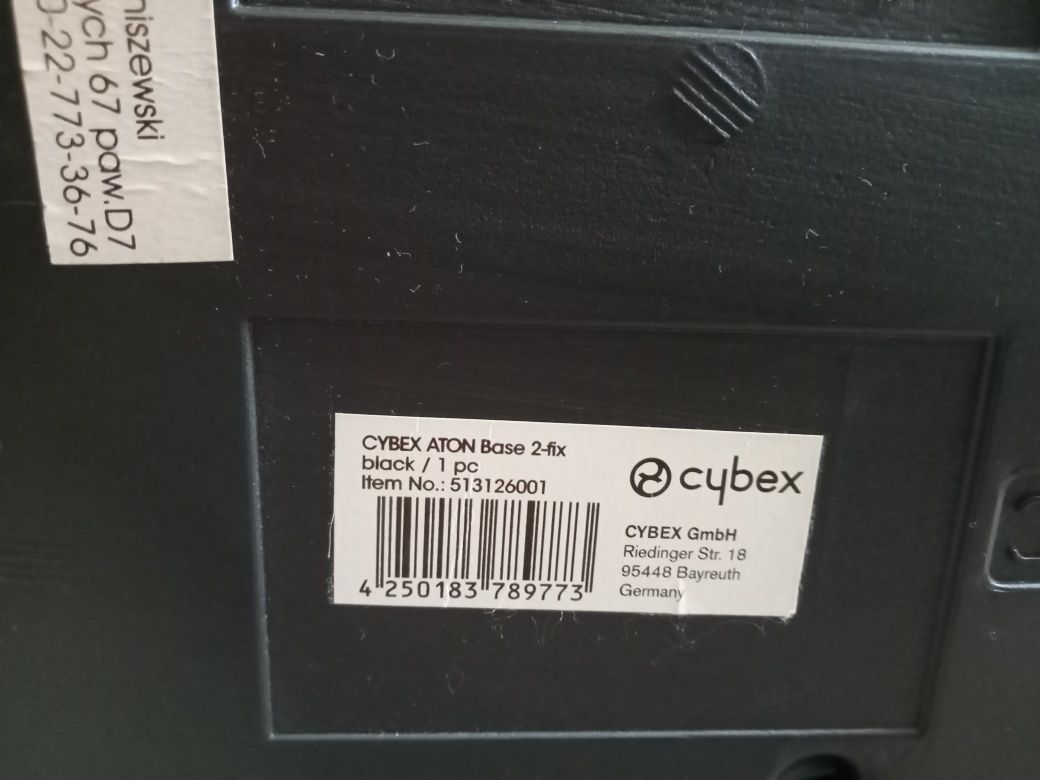 niszewski
ych 67 paw.D7
0-22-773-36-76
CYBEX ATON Base 2-fix
black / 1 pc
Item No.: 513126001
4 250183 789773
cybex
CYBEX GmbH
Riedinger Str. 18
95448 Bayreuth
Germany